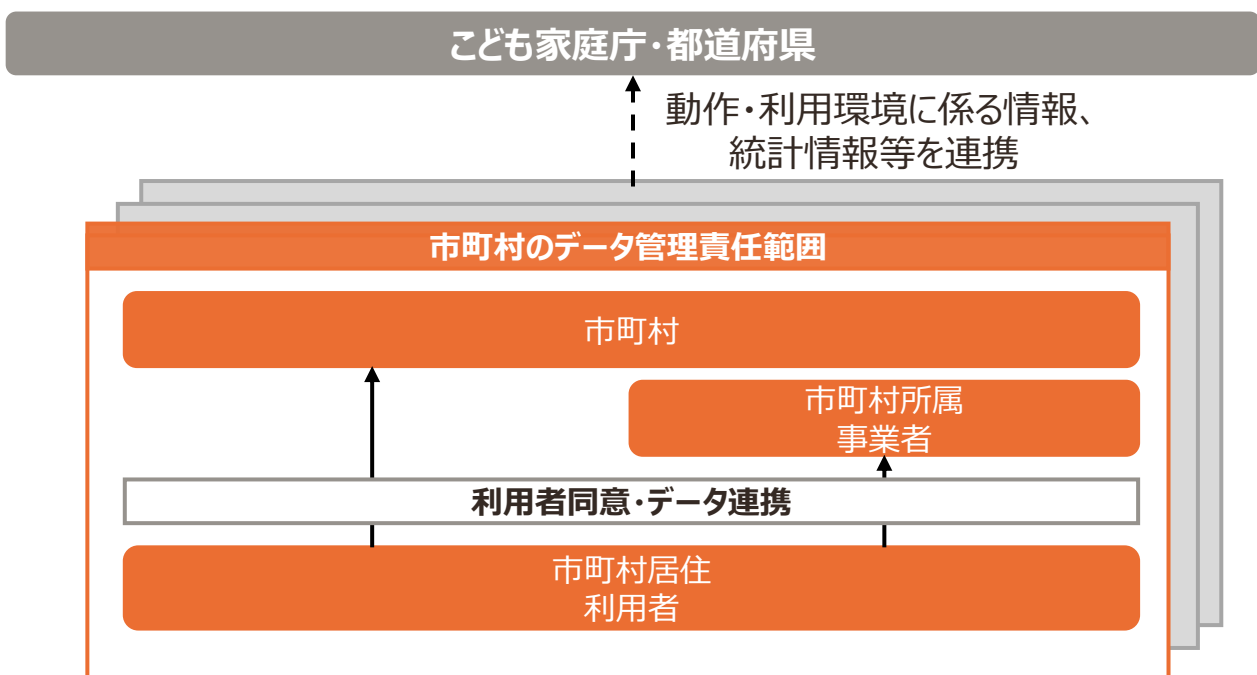 こども家庭庁・都道府県
動作・利用環境に係る情報、
統計情報等を連携
市町村のデータ管理責任範囲
市町村
市町村所属
事業者
利用者同意・データ連携
市町村居住
利用者